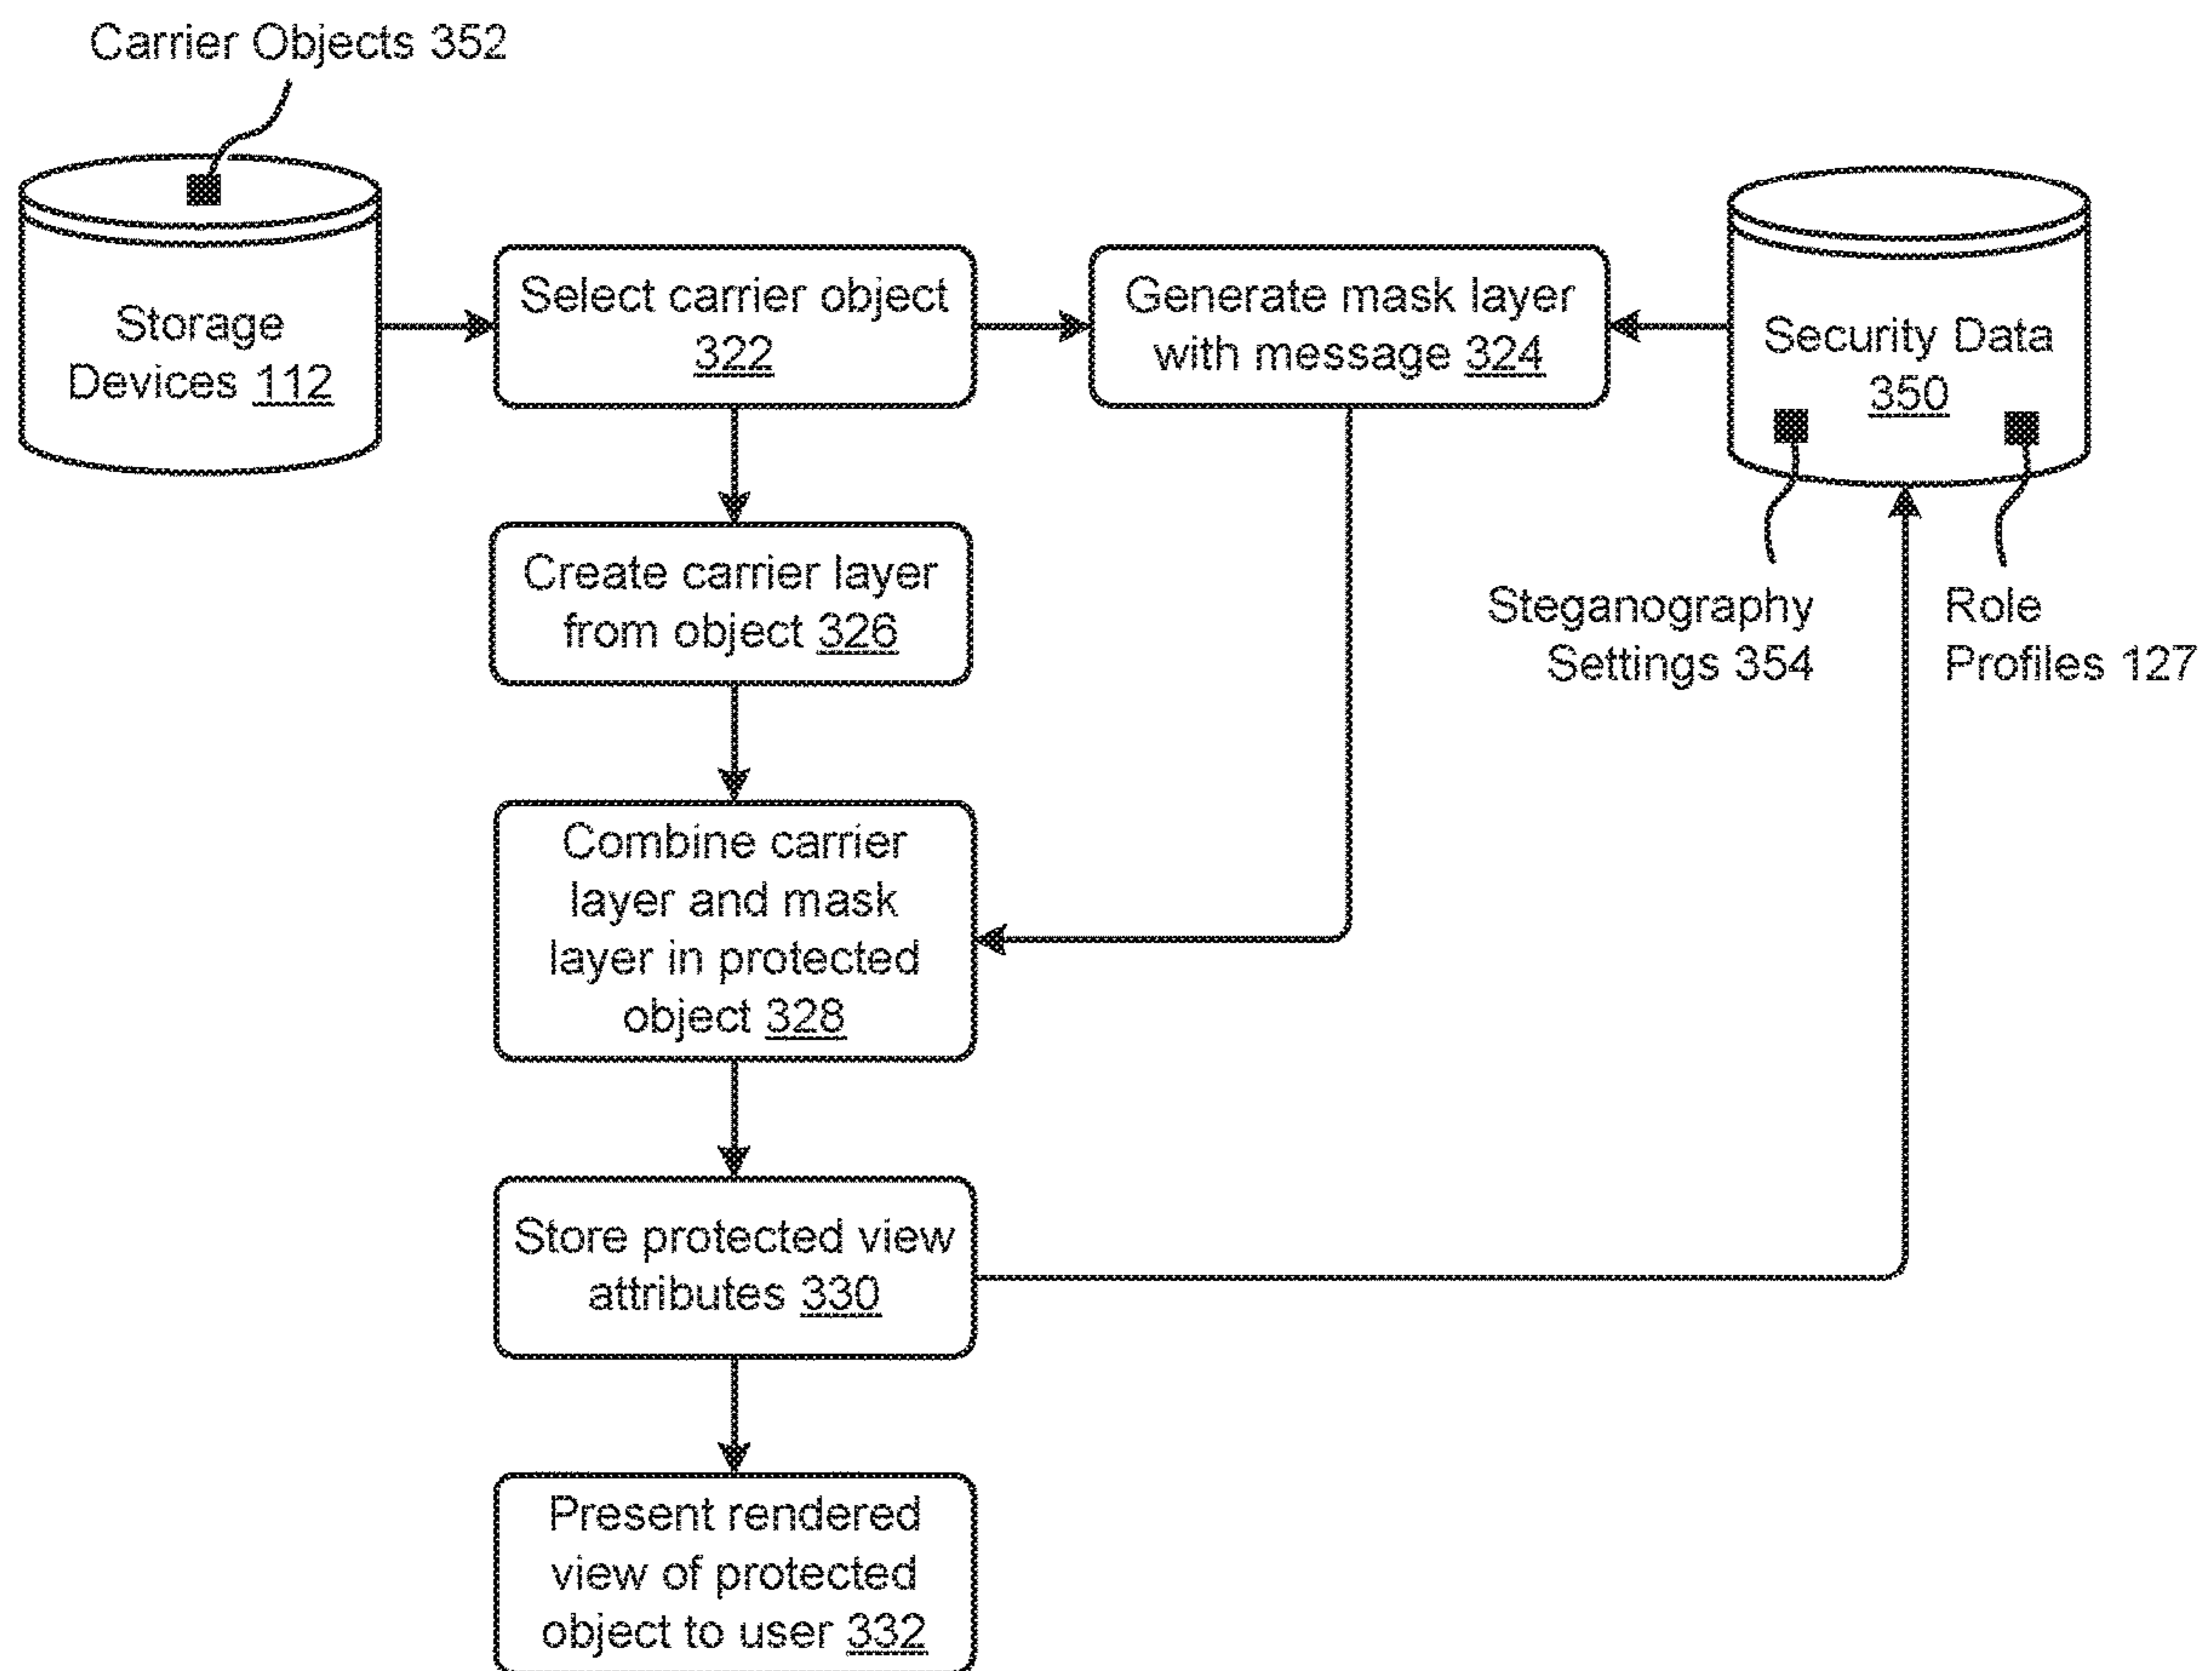 Carrier Objects 352
Storage
Devices 112
Select carrier object
322
Generate mask layer
with message 324
Security Data
350
Create carrier layer
from object 326
Steganography
Settings 354
Role
Profiles 127
Combine carrier
layer and mask
layer in protected
object 328
Store protected view
attributes 330
Present rendered
view of protected
object to user 332